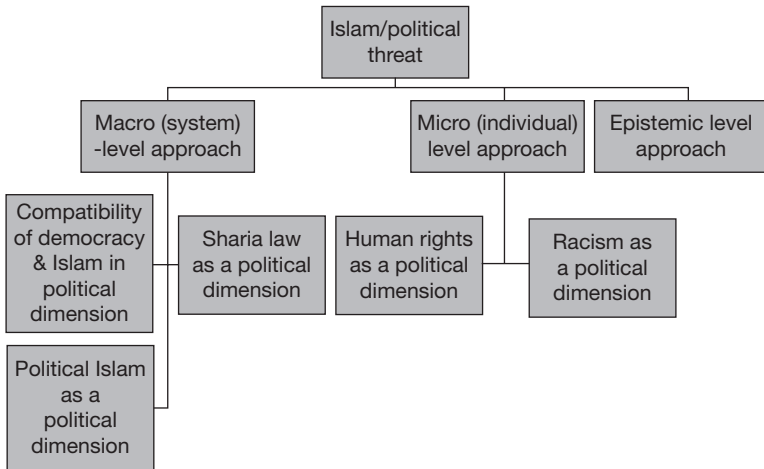 Islam/political
threat
Macro (system)
-level approach
Micro (individual)
level approach
Epistemic level
approach
Compatibility
of democracy
& Islam in
political
dimension
Sharia law
as a political
dimension
Human rights
as a political
dimension
Racism as
a political
dimension
Political Islam
as a
political
dimension